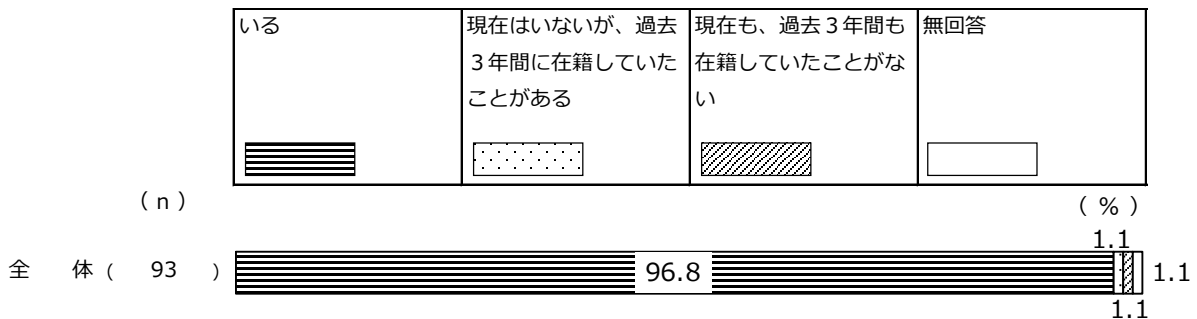 いる
現在はいないが、過去
３年間に在籍していた
ことがある
現在も、過去３年間も
在籍していたことがな
い
無回答
（ｎ）
（ % ）
1.1
全　体（　93　）
96.8
1.1
1.1